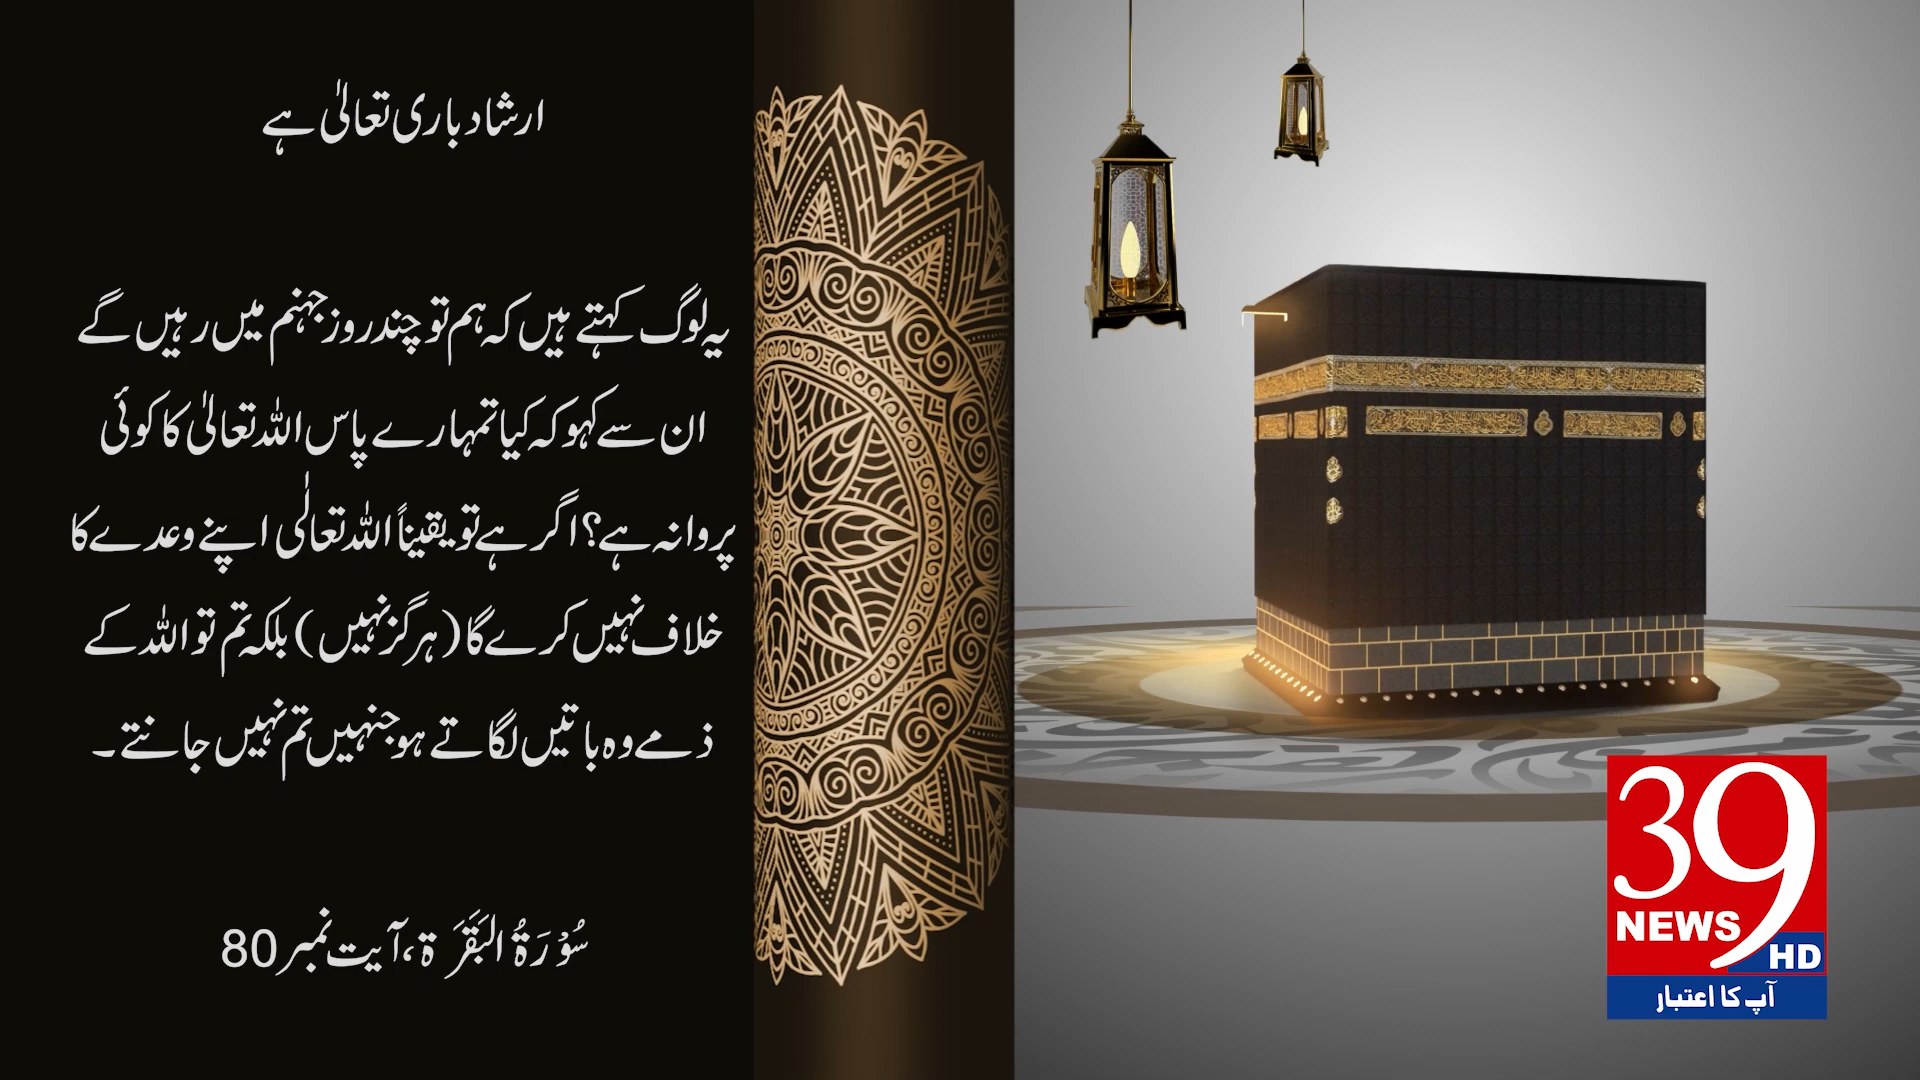 ارشاد باری تعالیٰ ہے
یہ لوگ کہتے ہیں کہ ہم تو چند روز جہنم میں رہیں گے
ان سے کہو کہ کیا تمہارے پاس اللہ تعالیٰ کا کوئی
پروانہ ہے؟ اگر ہے تو یقیناً اللہ تعالٰی اپنے وعدے کا
خلاف نہیں کرے گا (ہرگز نہیں) بلکہ تم تو اللہ کے
ذمے وہ باتیں لگاتے ہو جنہیں تم نہیں جانتے۔
سُوۡرَةُ البَقَرَة، آیت نمبر 80
39
NEWS
HD
آپ کا اعتبار